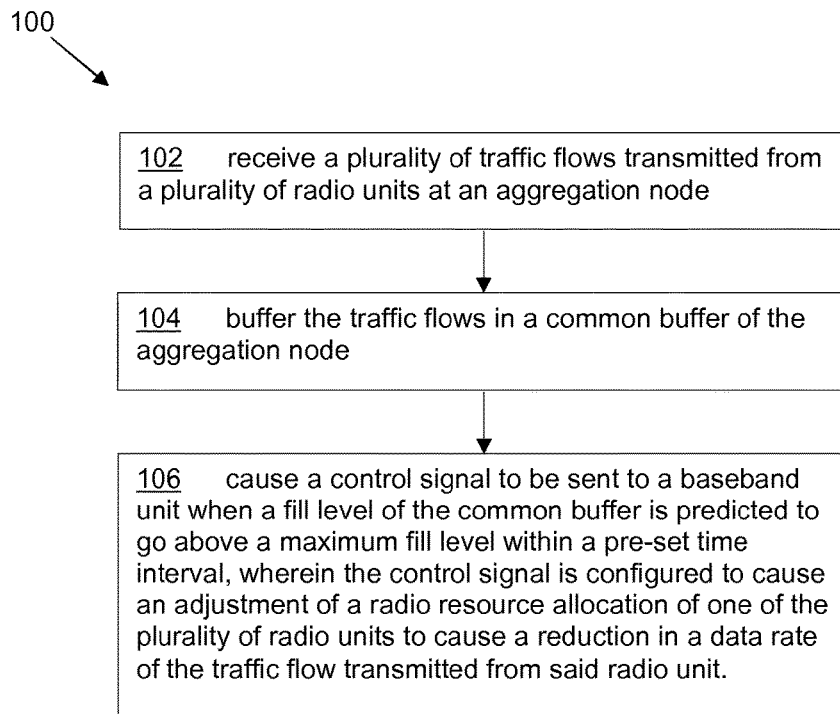 100
102 receive a plurality of traffic flows transmitted from
a plurality of radio units at an aggregation node
104 buffer the traffic flows in a common buffer of the
aggregation node
106 cause a control signal to be sent to a baseband
unit when a fill level of the common buffer is predicted to
go above a maximum fill level within a pre-set time
interval, wherein the control signal is configured to cause
an adjustment of a radio resource allocation of one of the
plurality of radio units to cause a reduction in a data rate
of the traffic flow transmitted from said radio unit.